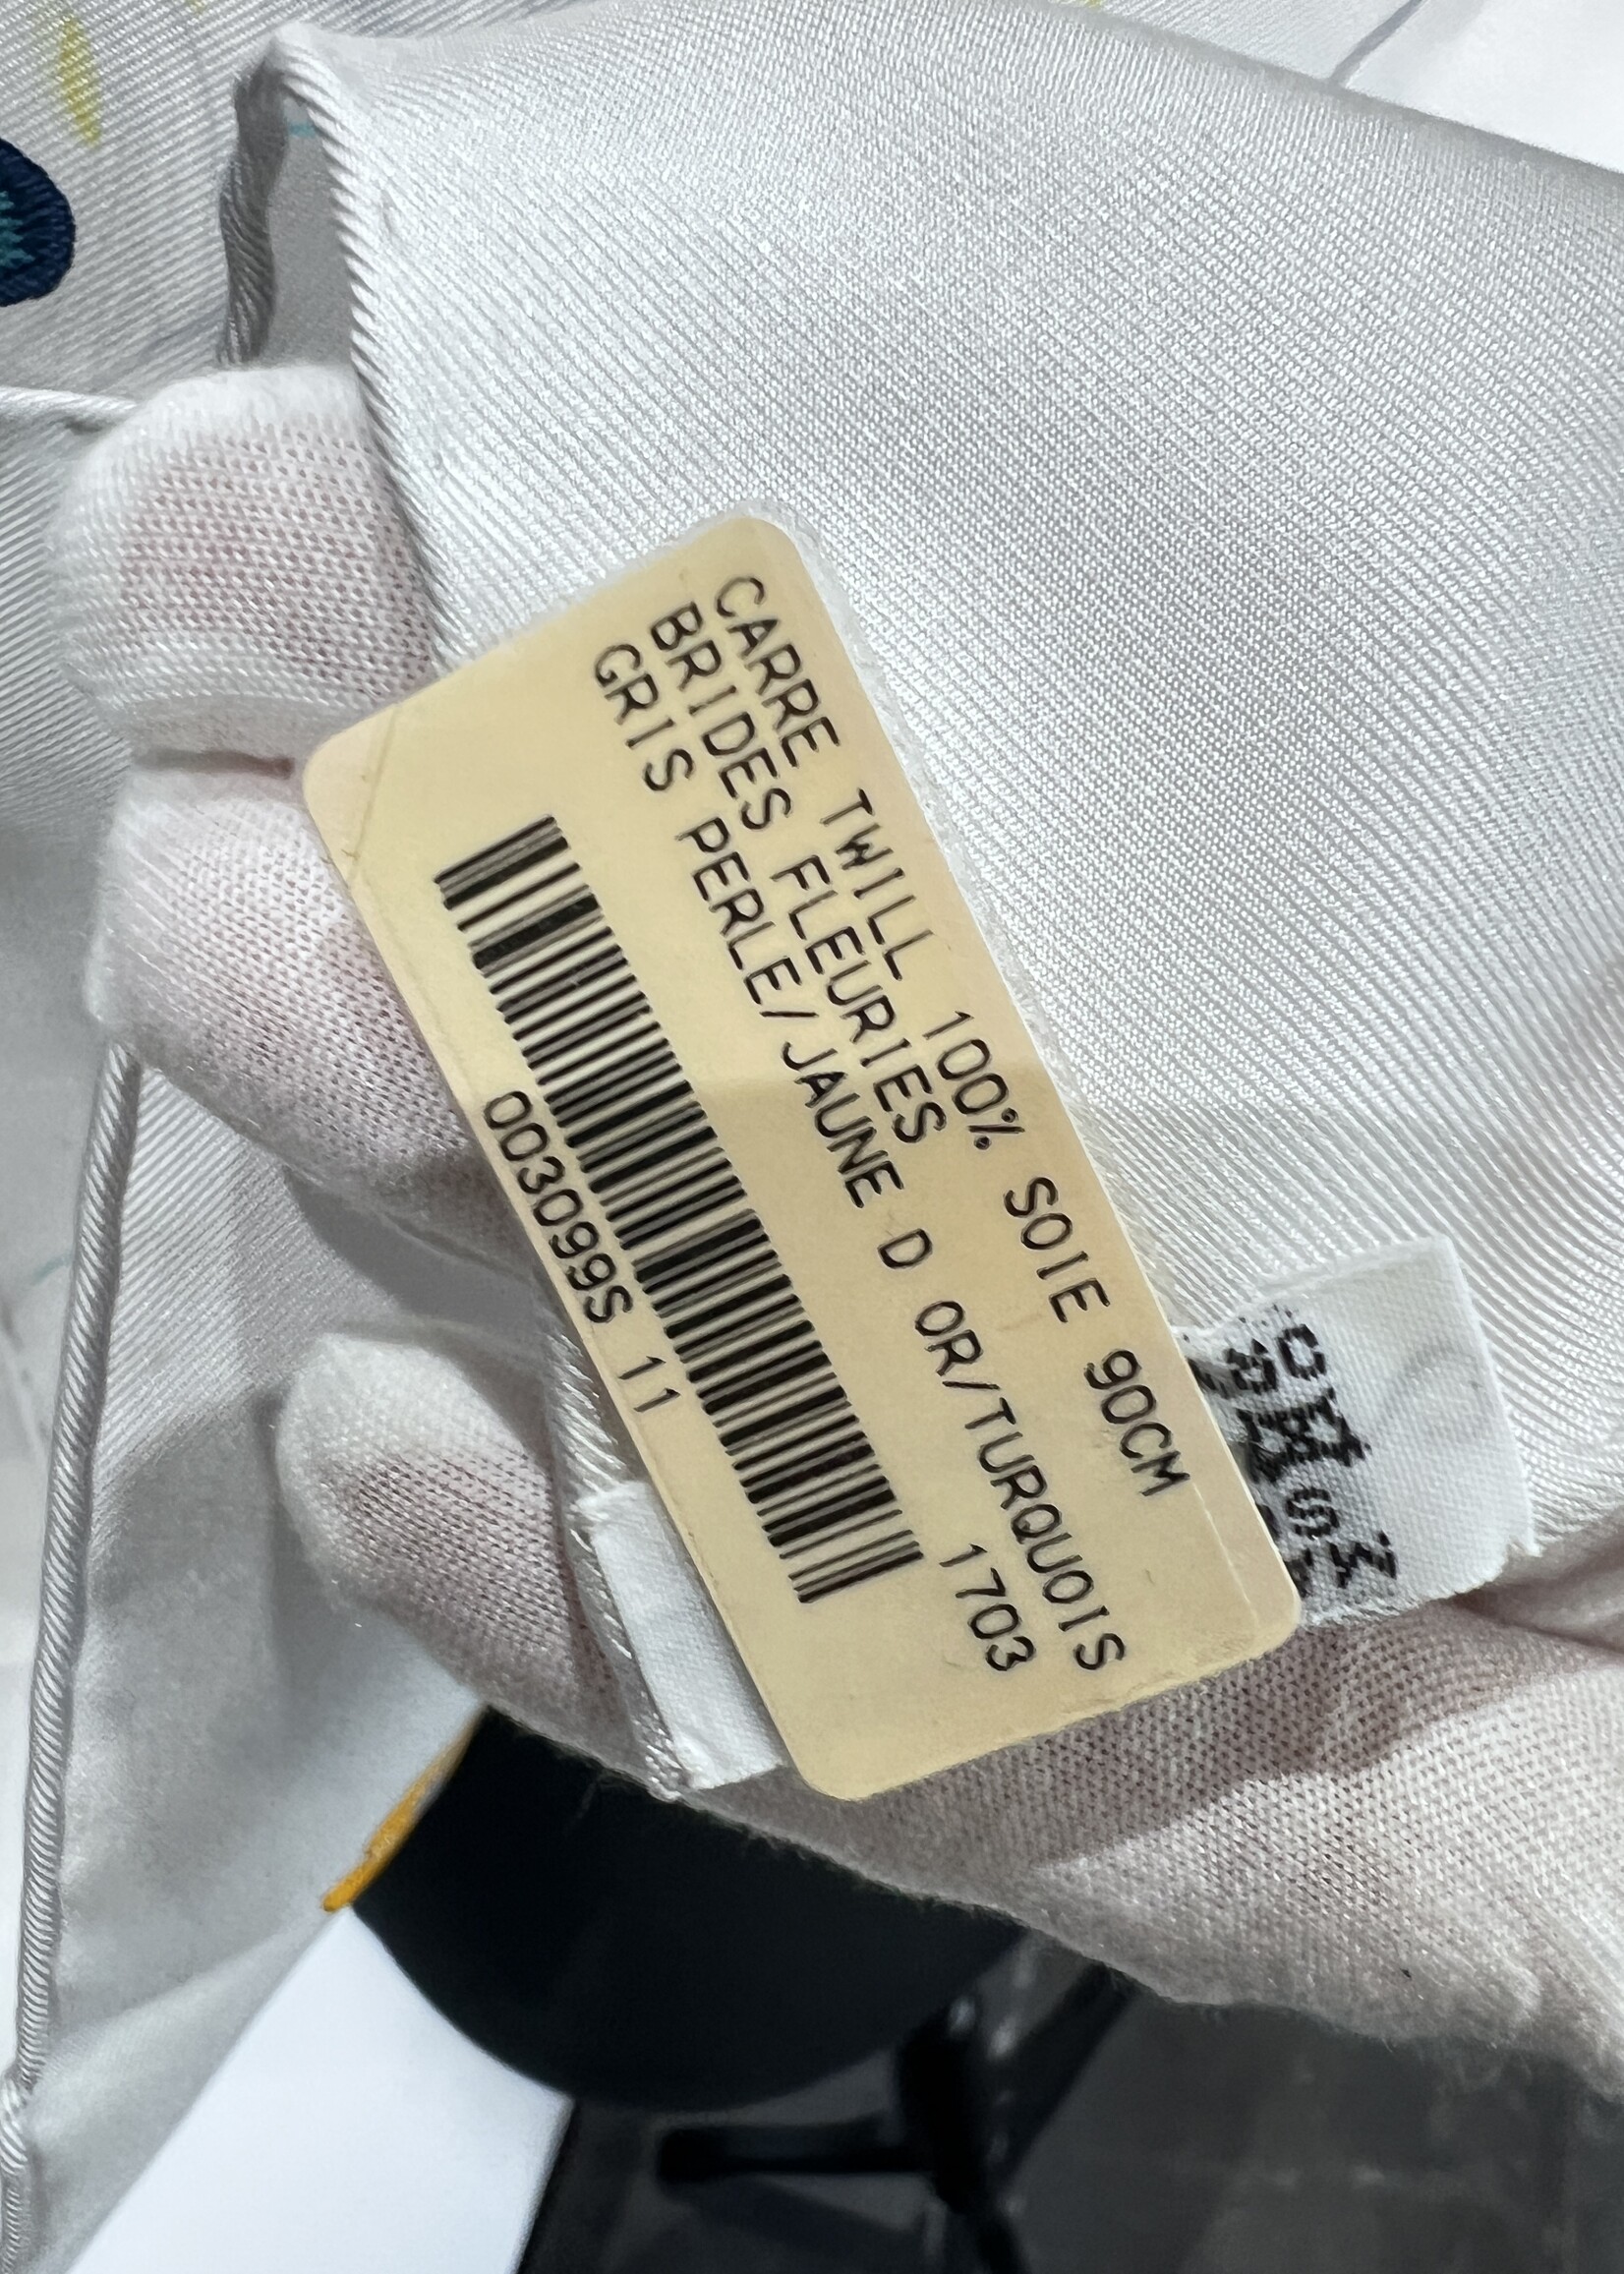 CARRE TWILL 100% SOIE 90CM
BRIDES FLEURIES
GRIS PERLE/JAUNE D OR/TURQUOIS
1703
003099S 11